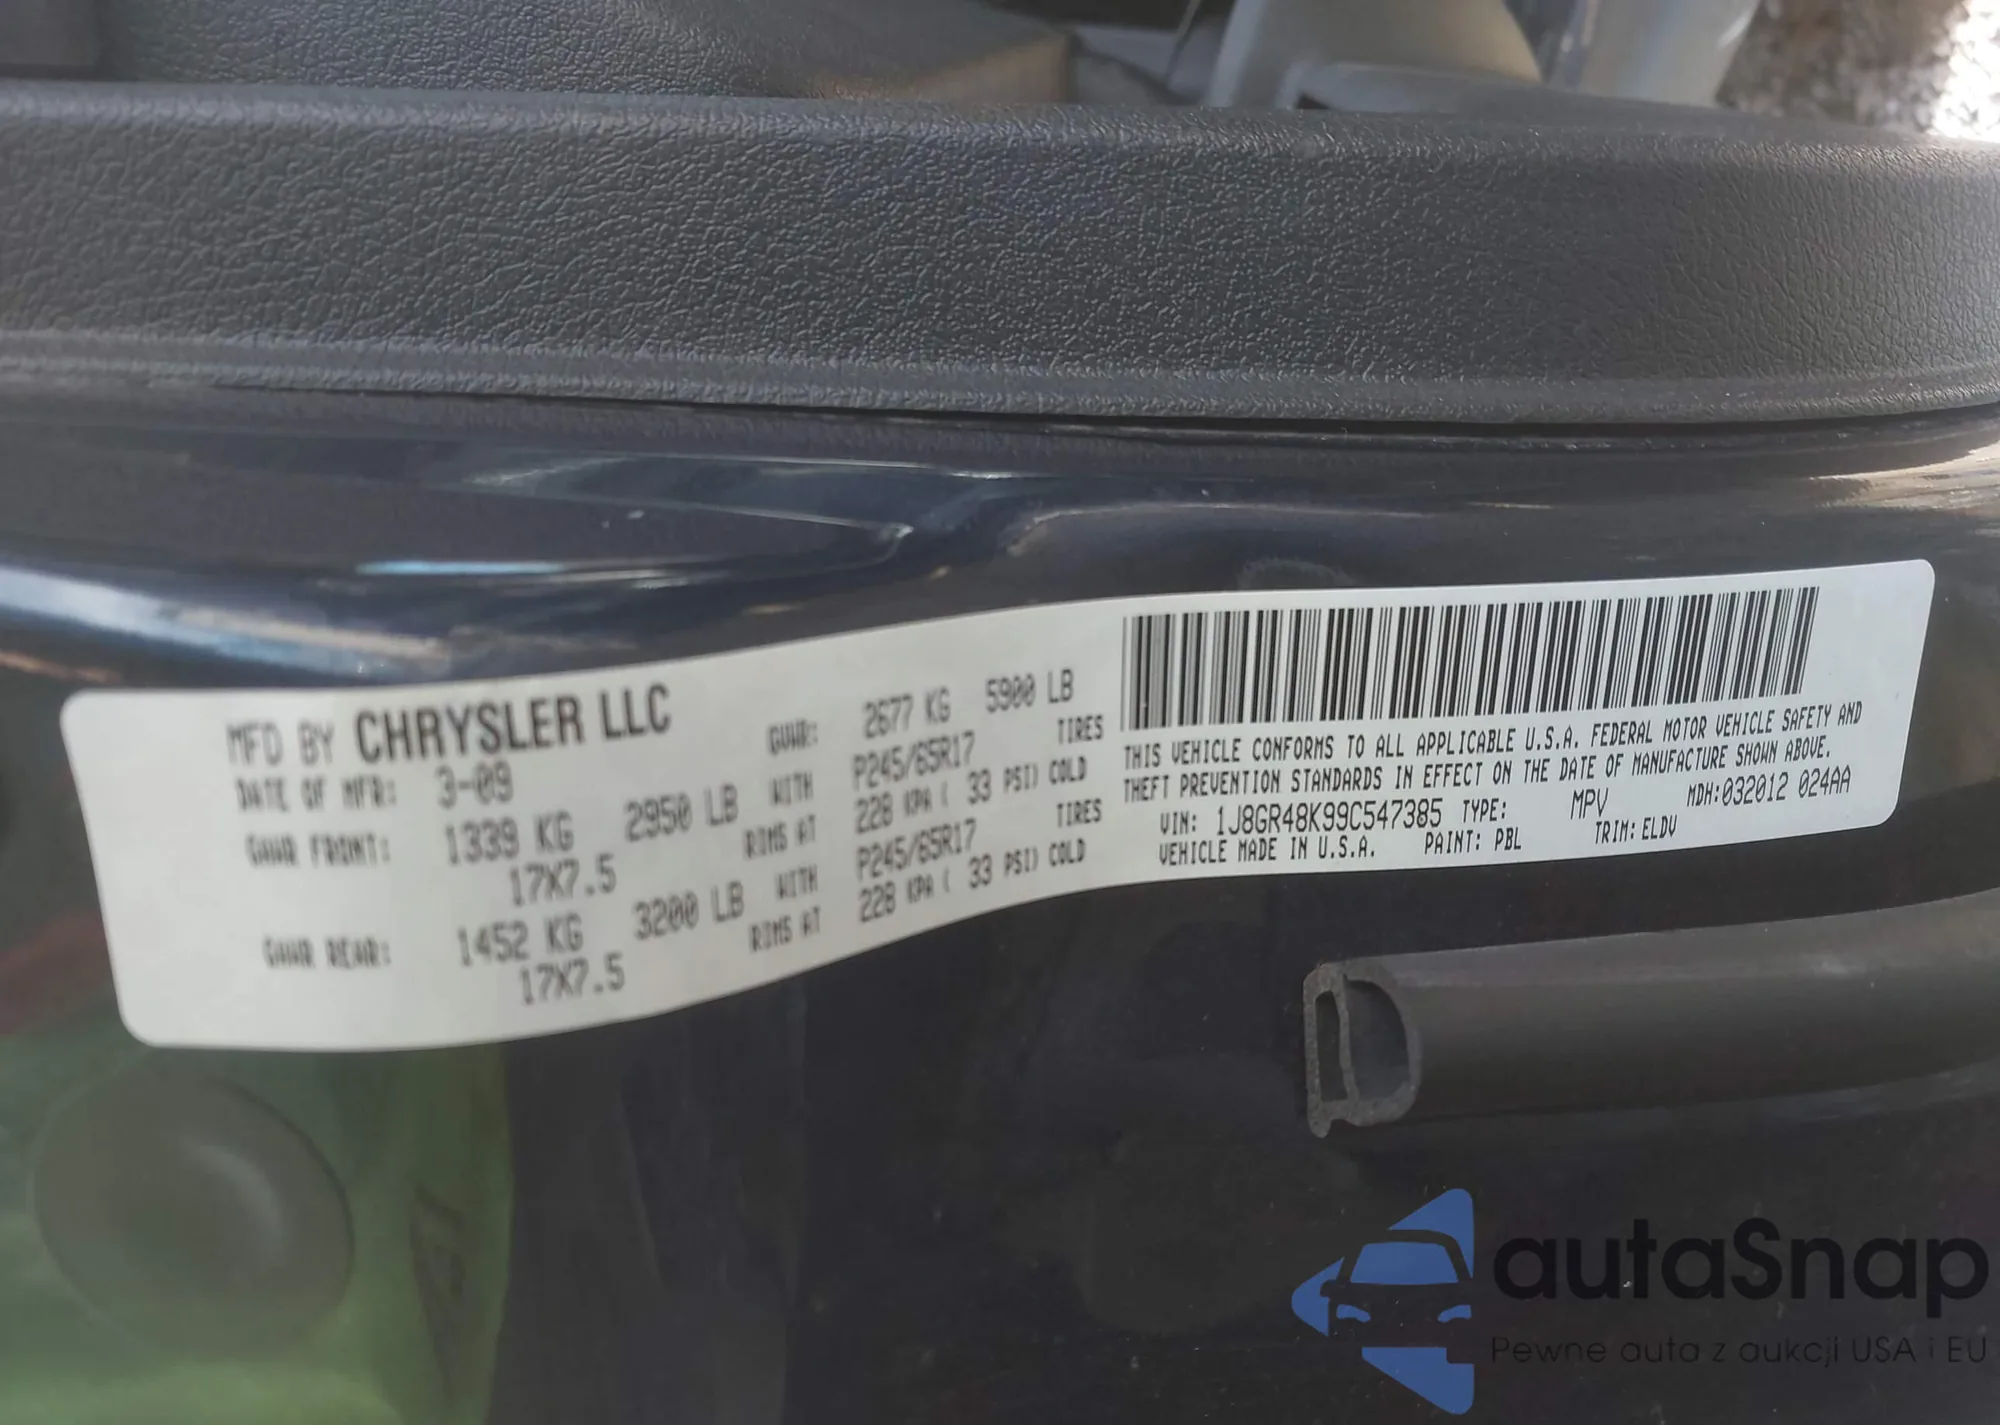 MFD BY CHRYSLER LLC
DATE OF MFR: 3-09
GVWR: 2677 KG 5900 LB
GAWR FRONT: 1339 KG 2950 LB WITH P245/65R17 TIRES
17X7.5 RIMS AT 228 KPA ( 33 PSI) COLD
GAWR REAR: 1452 KG 3200 LB WITH P245/65R17 TIRES
17X7.5 RIMS AT 228 KPA ( 33 PSI) COLD
THIS VEHICLE CONFORMS TO ALL APPLICABLE U.S.A. FEDERAL MOTOR VEHICLE SAFETY AND
THEFT PREVENTION STANDARDS IN EFFECT ON THE DATE OF MANUFACTURE SHOWN ABOVE.
VIN: 1J8GR48K99C547385 TYPE: MPV MDH:032012 024AA
VEHICLE MADE IN U.S.A. PAINT: PBL TRIM: ELDV
autaSnap
Pewne auta z aukcji USA i EU